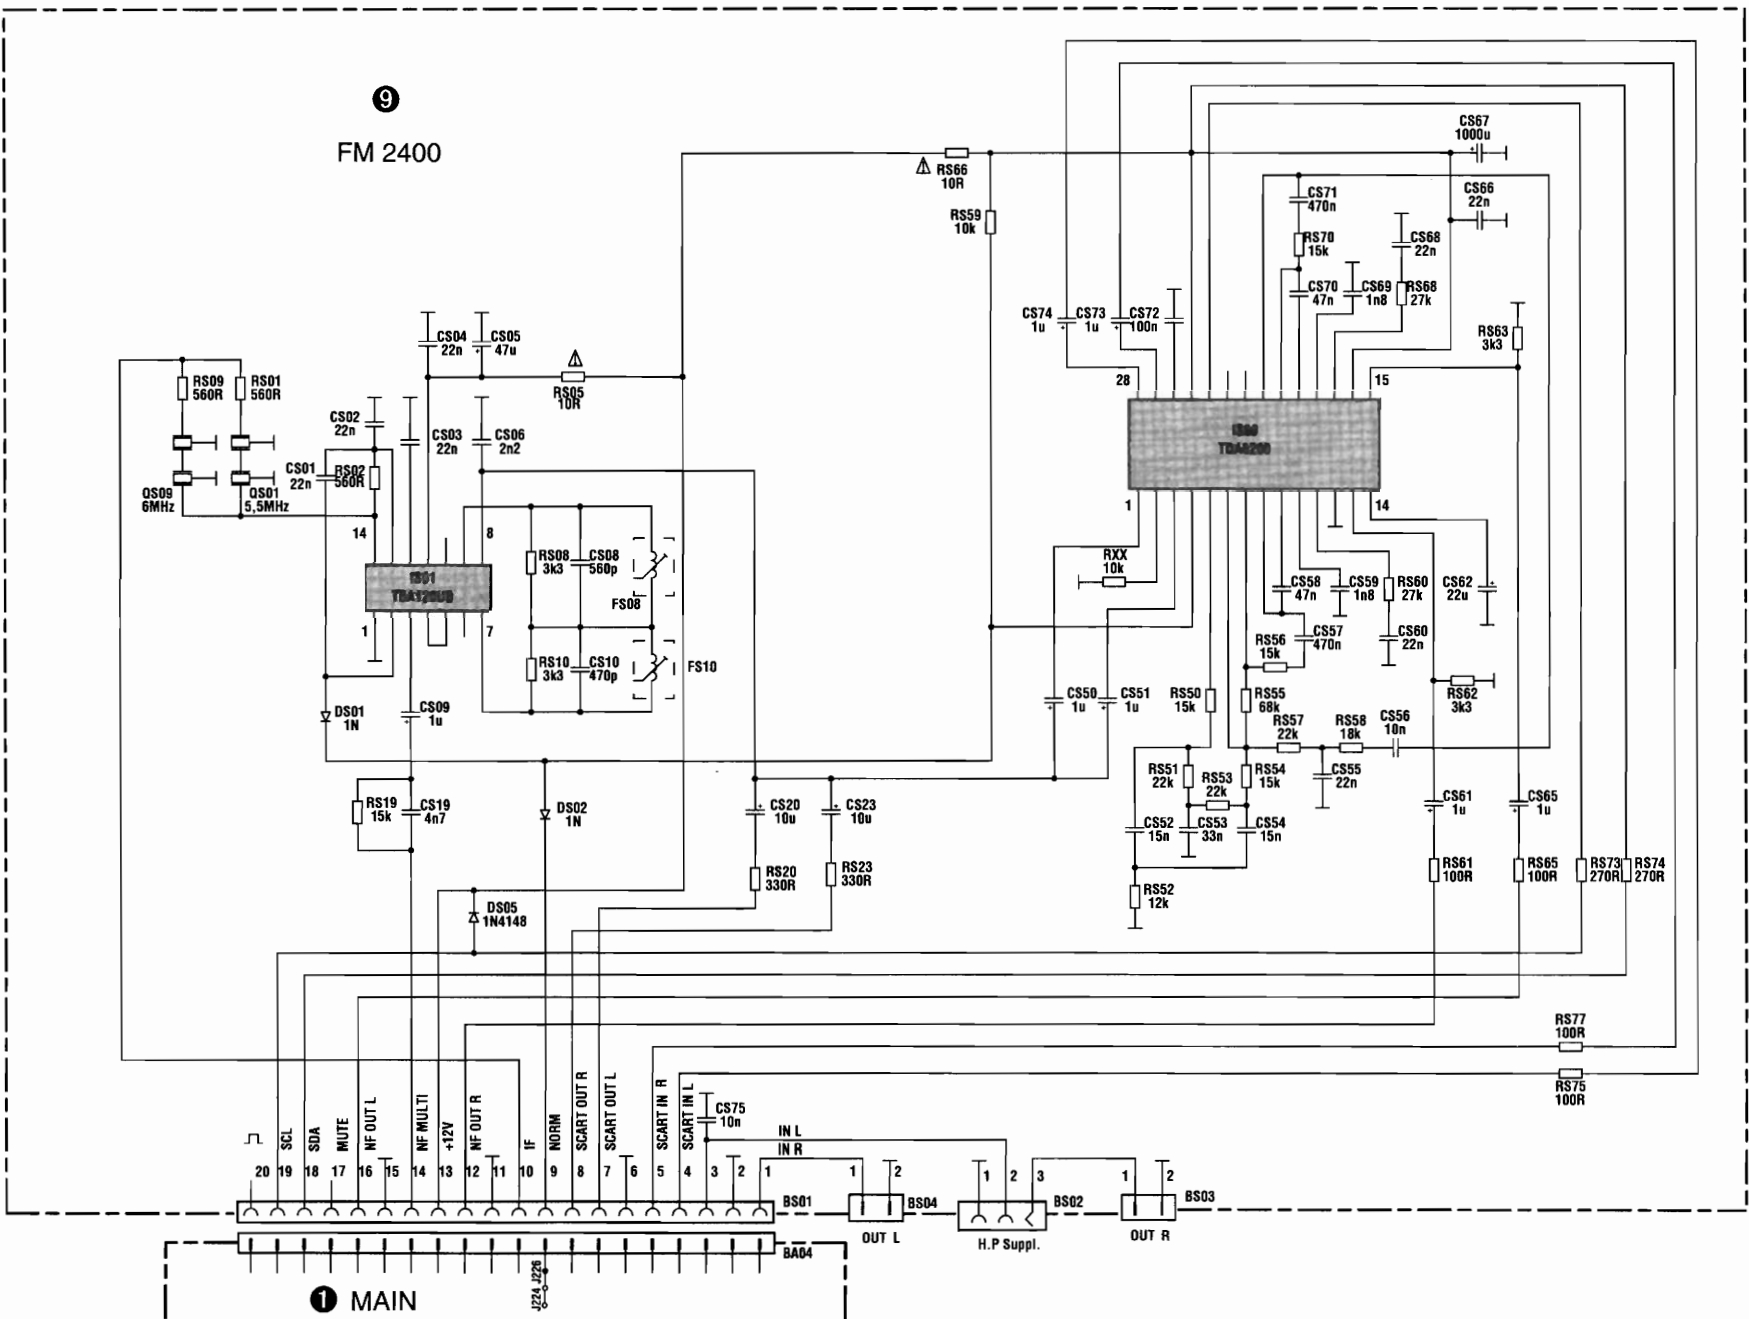 9
FM 2400
CS67
1000u
RS66
10R
CS71
470n
CS66
22n
RS59
10k
RS70
15k
CS68
22n
CS70
47n
CS69
1n8
RS68
27k
CS74
1u
CS73
1u
CS72
100n
RS63
3k3
CS04
22n
CS05
47u
28
15
RS09
560R
RS01
560R
RS05
10R
CS02
22n
CS03
22n
CS06
2n2
CS01
22n
RS02
560R
QS09
6MHz
QS01
5,5MHz
1
14
14
8
RS08
3k3
CS08
560p
FS08
RXX
10k
CS58
47n
CS59
1n8
RS60
27k
CS62
22u
1
7
RS10
3k3
CS10
470p
FS10
RS56
15k
CS57
470n
CS60
22n
DS01
1N
CS09
1u
CS50
1u
CS51
1u
RS50
15k
RS55
68k
RS62
3k3
RS57
22k
RS58
18k
CS56
10n
RS51
22k
RS53
22k
RS54
15k
CS55
22n
RS19
15k
CS19
4n7
DS02
1N
CS20
10u
CS23
10u
CS52
15n
CS53
33n
CS54
15n
CS61
1u
CS65
1u
RS20
330R
RS23
330R
RS52
12k
RS61
100R
RS65
100R
RS73
270R
RS74
270R
DS05
1N4148
RS77
100R
RS75
100R
SCL
SDA
MUTE
NF OUT L
NF MULTI
+12V
NF OUT R
IF
NORM
SCART OUT R
SCART OUT L
SCART IN R
SCART IN L
CS75
10n
IN L
IN R
20 19 18 17 16 15 14 13 12 11 10 9 8 7 6 5 4 3 2 1
1 2
1 2 3
1 2
BS01
BS04
BS02
BS03
OUT L
H.P Suppl.
OUT R
BA04
J224 J226
1 MAIN